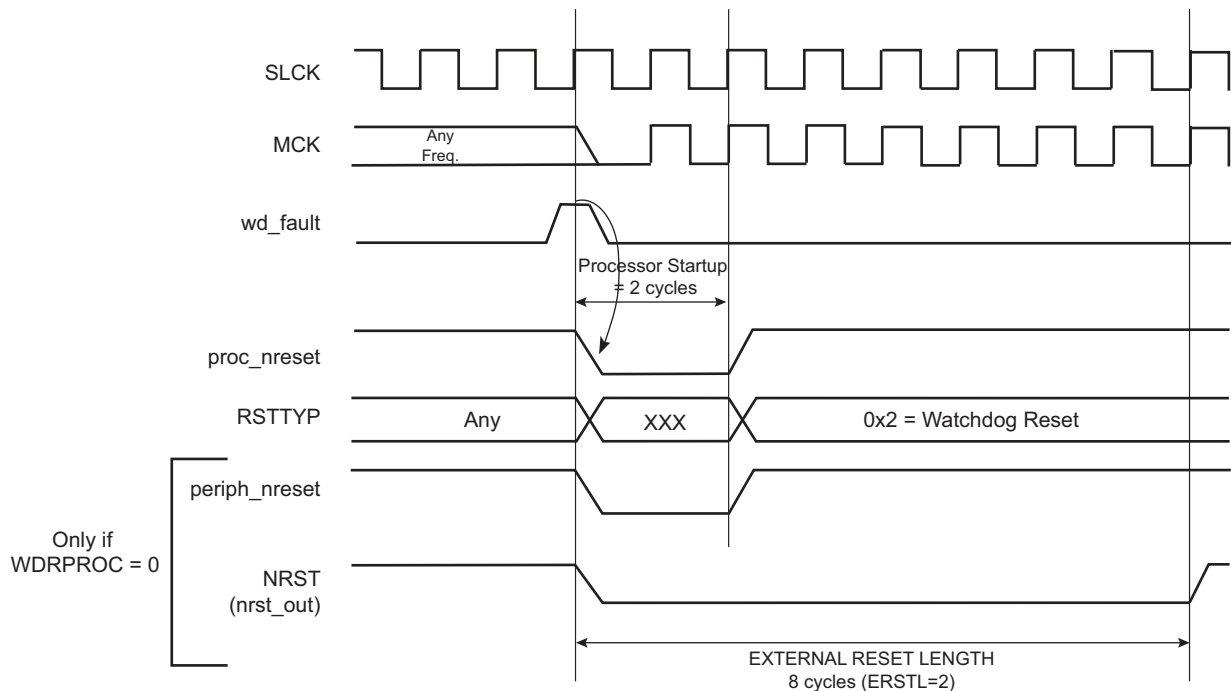 SLCK
MCK
Any
Freq.
wd_fault
Processor Startup
= 2 cycles
proc_nreset
RSTTYP
Any
XXX
0x2 = Watchdog Reset
periph_nreset
Only if
WDRPROC = 0
NRST
(nrst_out)
EXTERNAL RESET LENGTH
8 cycles (ERSTL=2)